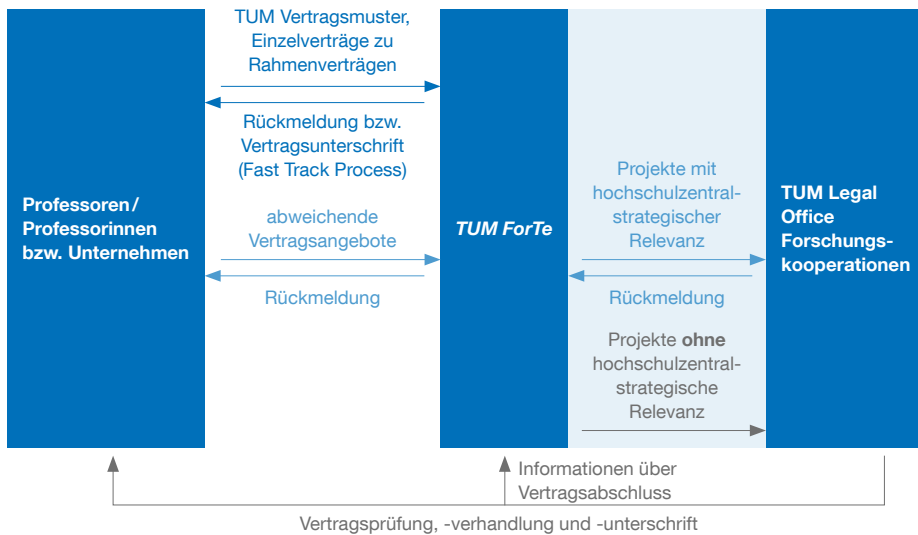 TUM Vertragsmuster,
Einzelverträge zu
Rahmenverträgen
Rückmeldung bzw.
Vertragsunterschrift
(Fast Track Process)
Professoren/
Professorinnen
bzw. Unternehmen
abweichende
Vertragsangebote
Rückmeldung
TUM ForTe
Projekte mit
hochschulzentral-
strategischer
Relevanz
Rückmeldung
Projekte ohne
hochschulzentral-
strategische
Relevanz
TUM Legal
Office
Forschungs-
kooperationen
Informationen über
Vertragsabschluss
Vertragsprüfung, -verhandlung und -unterschrift